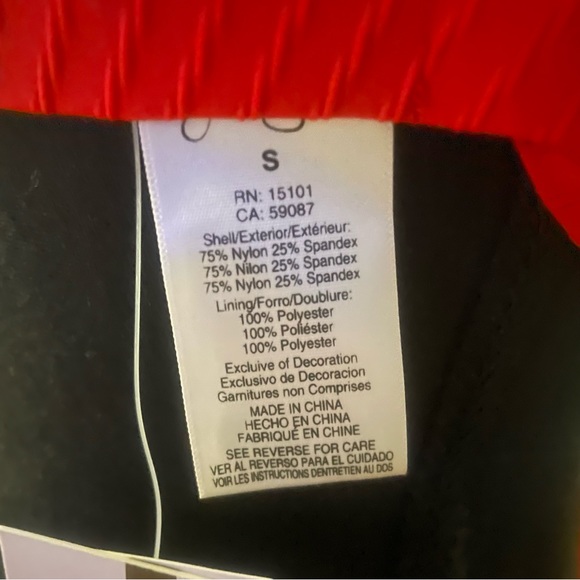 S
RN: 15101
CA: 59087
Shell/Exterior/Extérieur:
75% Nylon 25% Spandex
75% Nilon 25% Spandex
75% Nylon 25% Spandex
Lining/Forro/Doublure:
100% Polyester
100% Poliéster
100% Polyester
Excluive of Decoration
Exclusivo de Decoracion
Garnitures non Comprises
MADE IN CHINA
HECHO EN CHINA
FABRIQUÉ EN CHINE
SEE REVERSE FOR CARE
VER AL REVERSO PARA EL CUIDADO
VOIR LES INSTRUCTIONS D'ENTRETIEN AU DOS